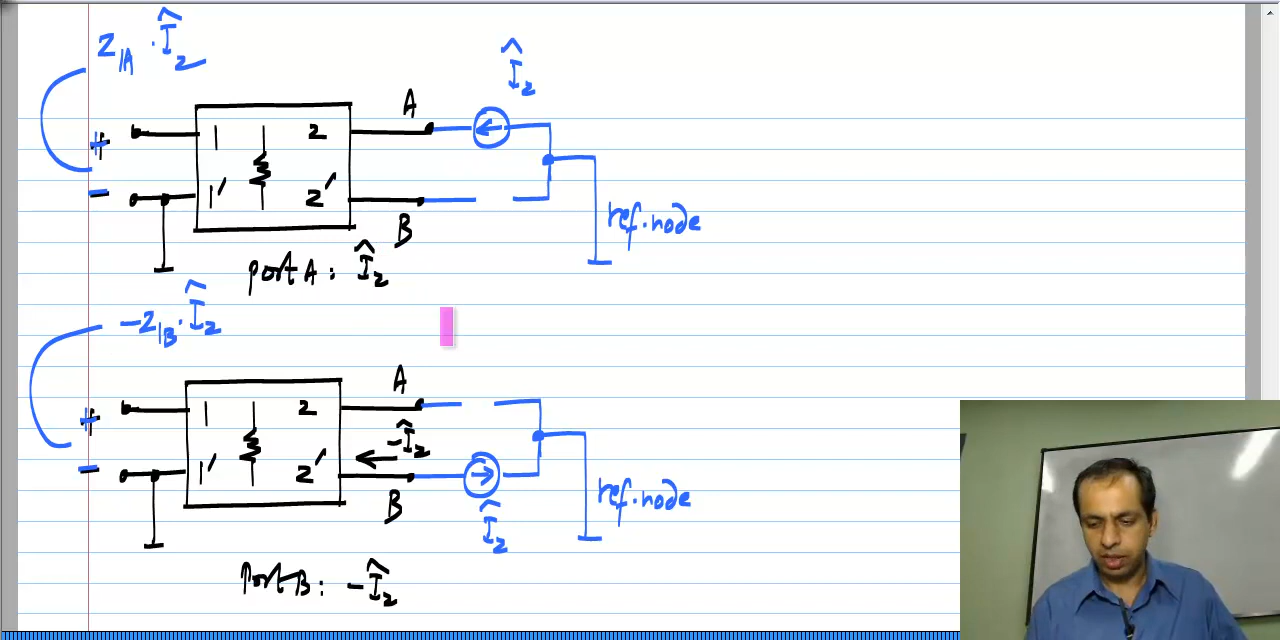 Z1A · Î2
Î2
A
+
1 2
-
1' 2'
B
ref. node
port A: Î2
-Z1B · Î2
A
+
1 2
-Î2
-
1' 2'
B
ref. node
Î2
Port B: -Î2